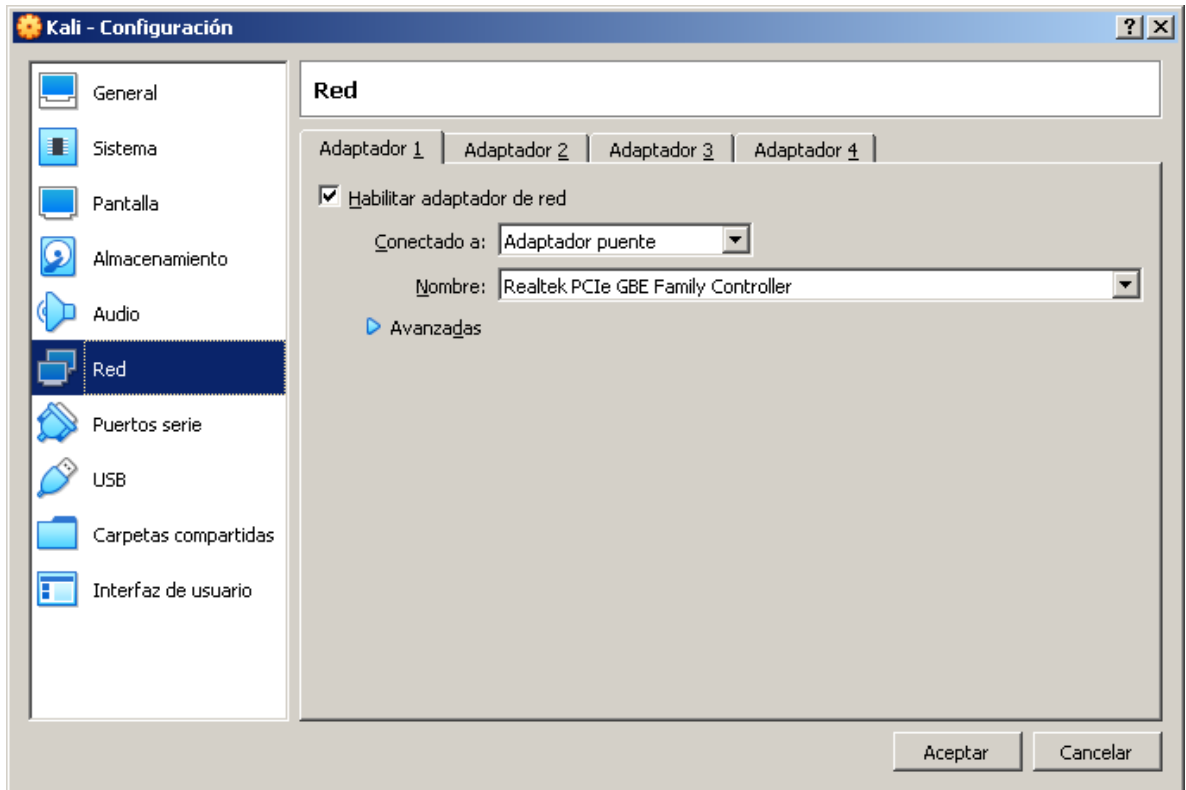 Kali - Configuración
General
Sistema
Pantalla
Almacenamiento
Audio
Red
Puertos serie
USB
Carpetas compartidas
Interfaz de usuario
Red
Adaptador 1
Adaptador 2
Adaptador 3
Adaptador 4
Habilitar adaptador de red
Conectado a: Adaptador puente
Nombre: Realtek PCIe GBE Family Controller
Avanzadas
Aceptar
Cancelar